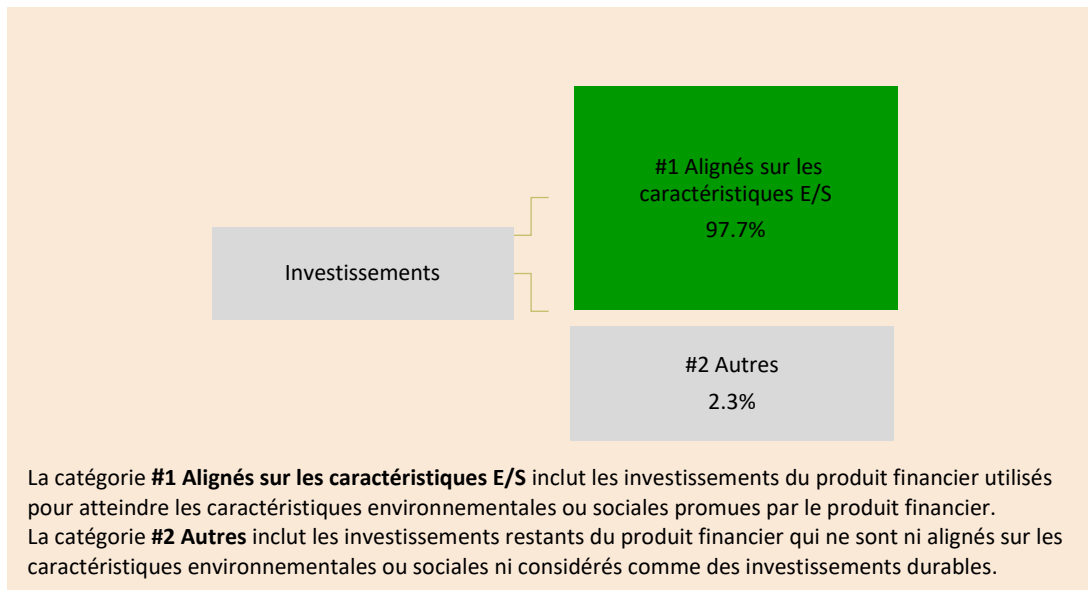 #1 Alignés sur les
caractéristiques E/S
97.7%
Investissements
#2 Autres
2.3%
La catégorie #1 Alignés sur les caractéristiques E/S inclut les investissements du produit financier utilisés
pour atteindre les caractéristiques environnementales ou sociales promues par le produit financier.
La catégorie #2 Autres inclut les investissements restants du produit financier qui ne sont ni alignés sur les
caractéristiques environnementales ou sociales ni considérés comme des investissements durables.